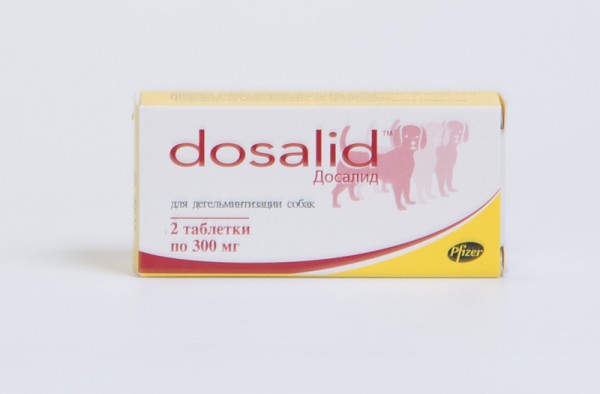 dosalid™
Досалид
для дегельминтизации собак
2 таблетки
по 300 мг
Pfizer